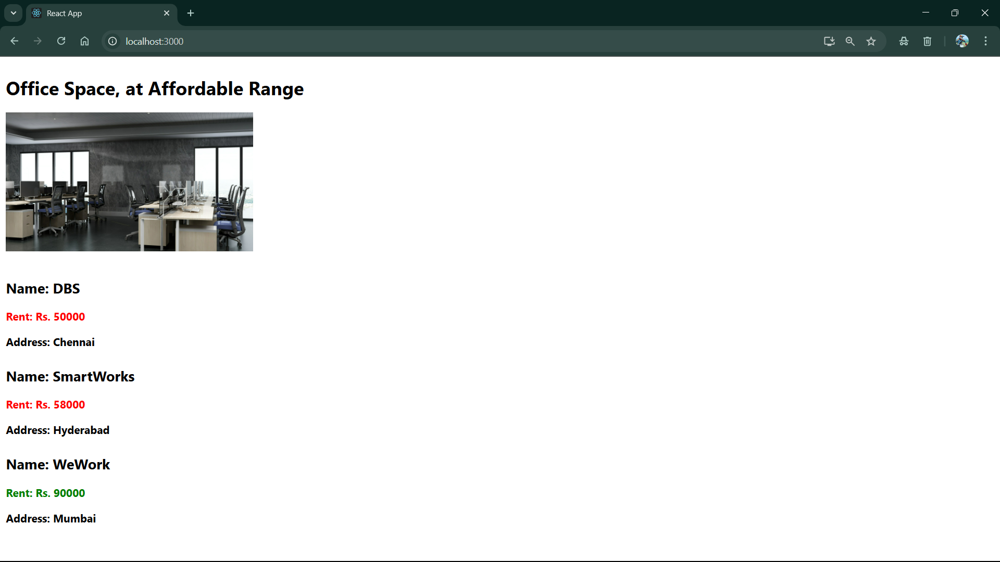 React App
localhost:3000
Office Space, at Affordable Range
Name: DBS
Rent: Rs. 50000
Address: Chennai
Name: SmartWorks
Rent: Rs. 58000
Address: Hyderabad
Name: WeWork
Rent: Rs. 90000
Address: Mumbai